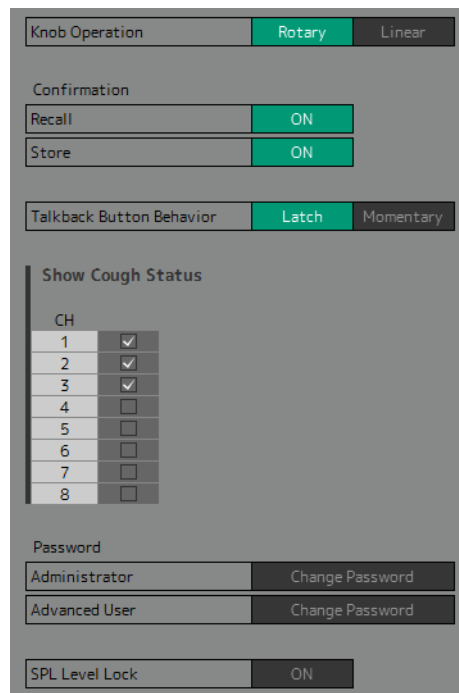 Knob Operation Rotary Linear
Confirmation
Recall ON
Store ON
Talkback Button Behavior Latch Momentary
Show Cough Status
CH
1
2
3
4
5
6
7
8
Password
Administrator Change Password
Advanced User Change Password
SPL Level Lock ON